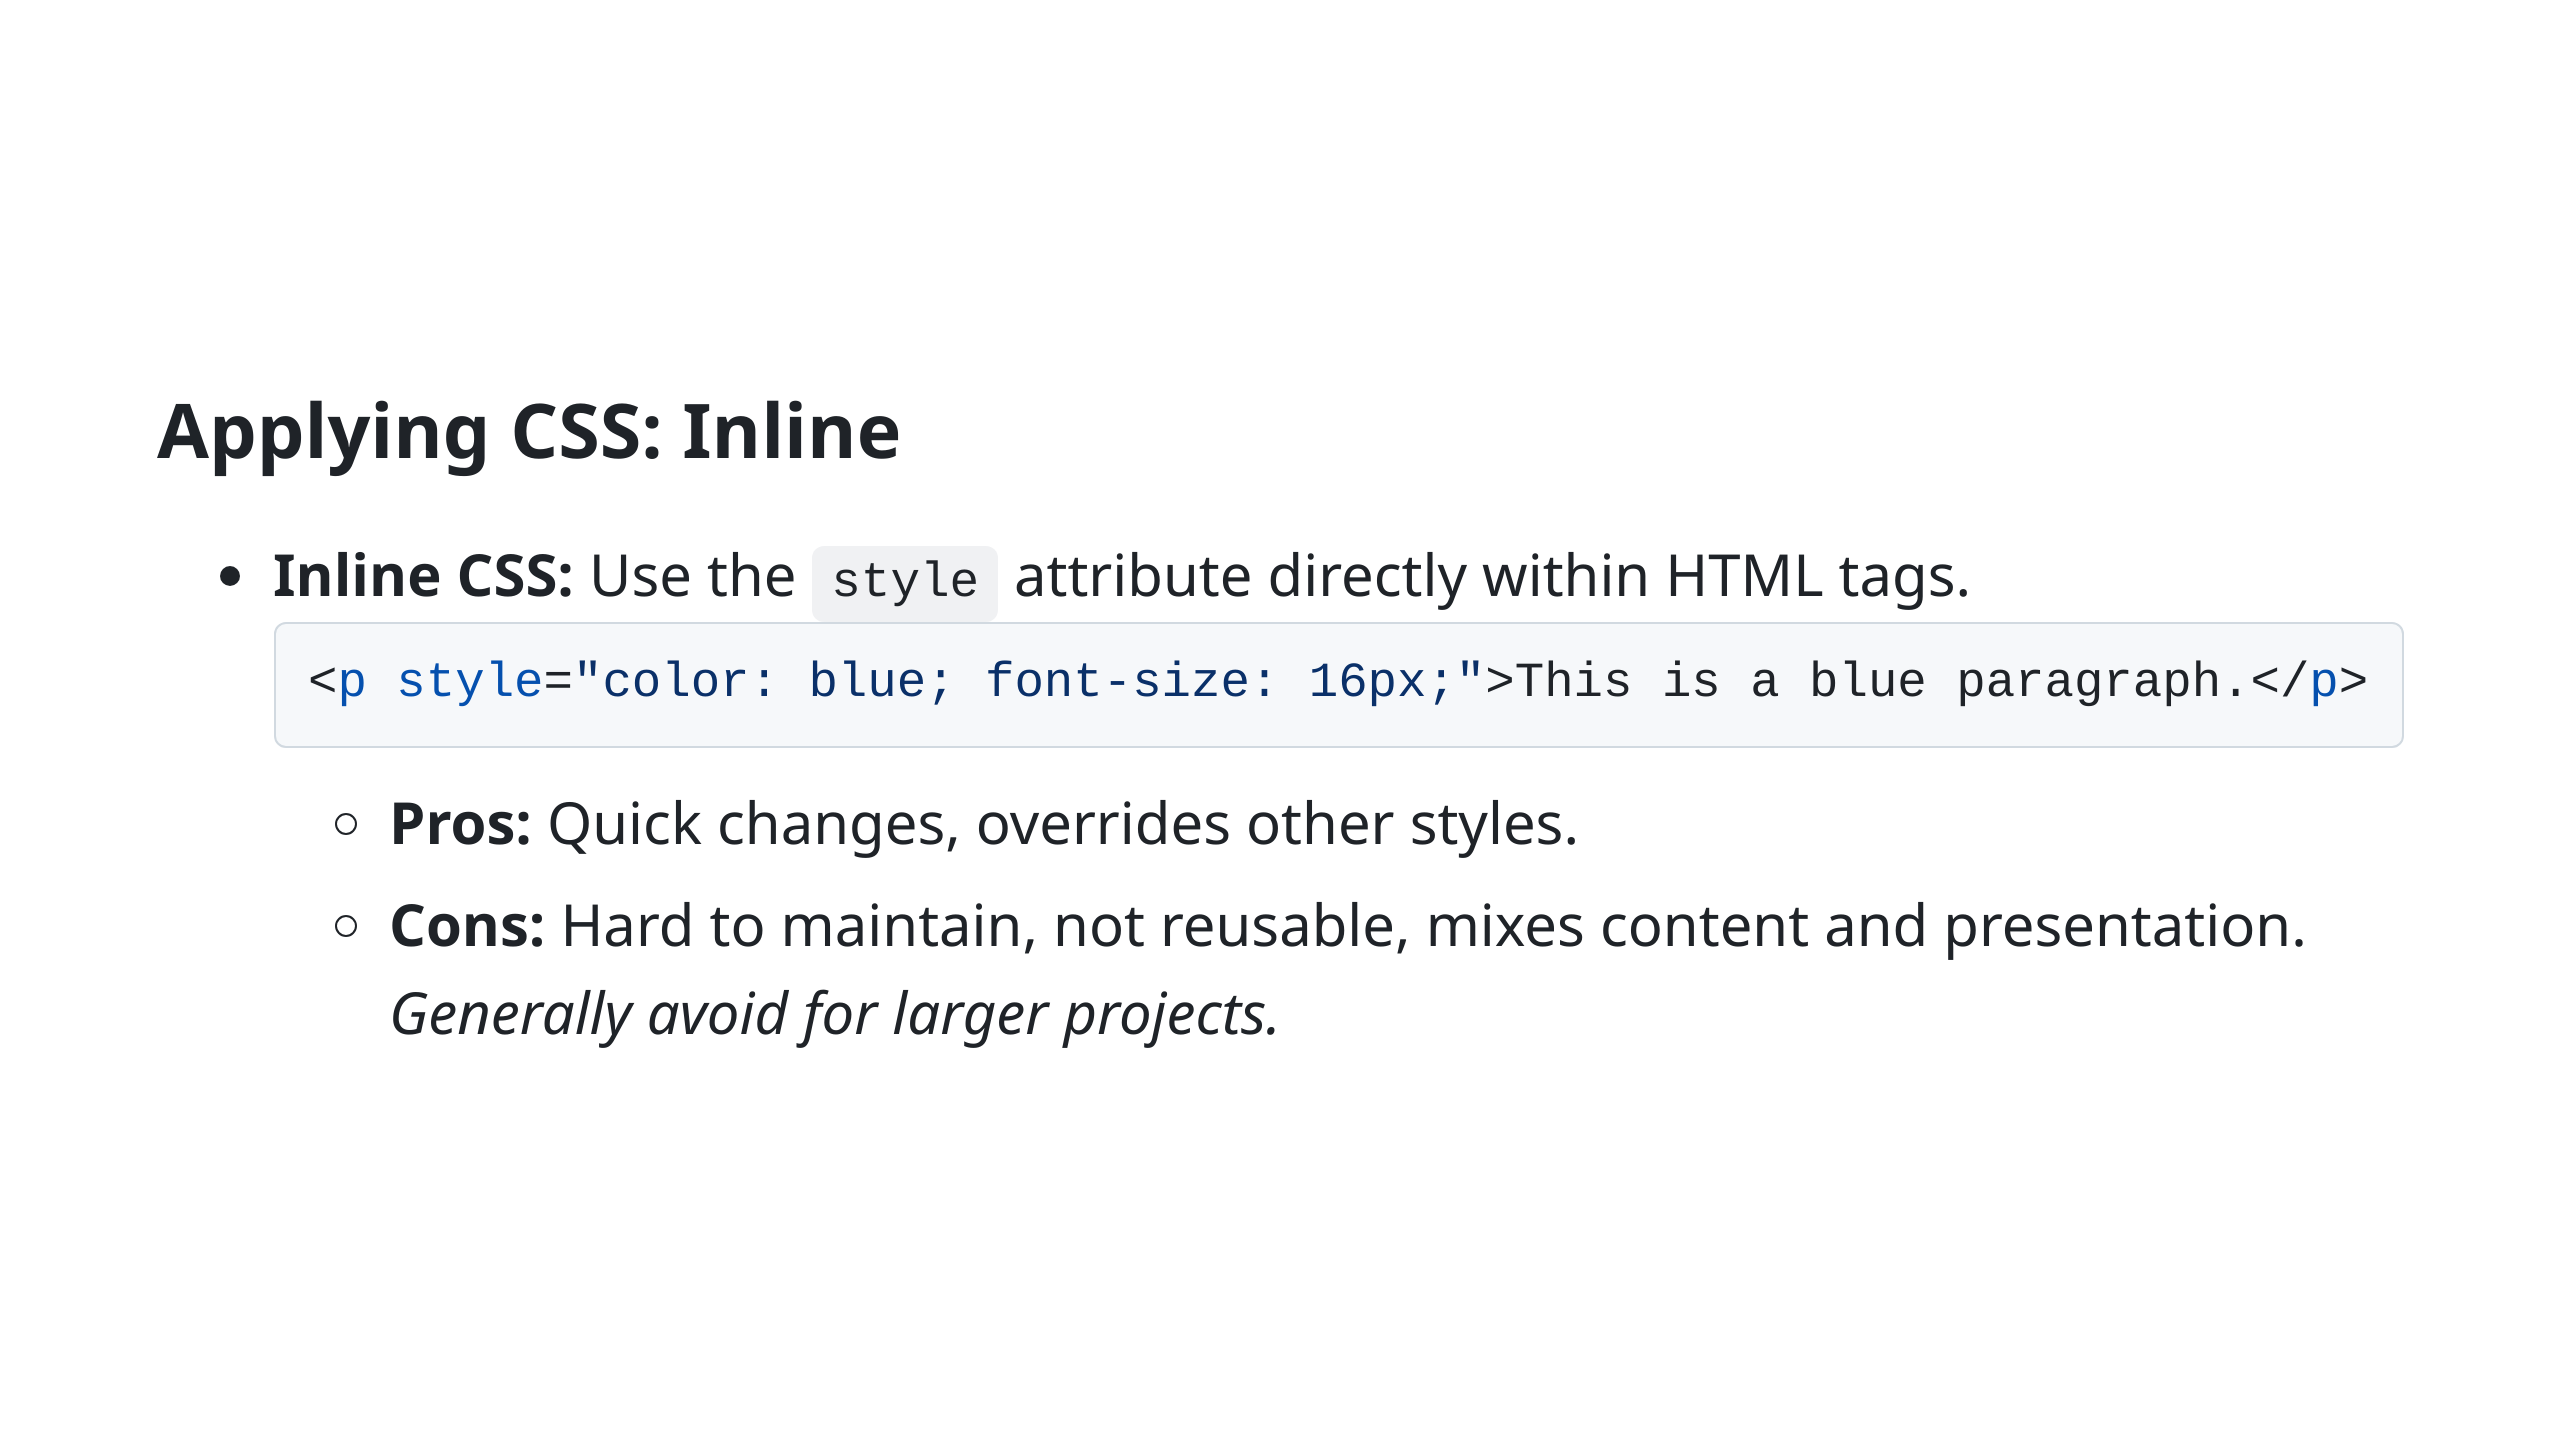 Applying CSS: Inline
Inline CSS: Use the style attribute directly within HTML tags.
<p style="color: blue; font-size: 16px;">This is a blue paragraph.</p>
Pros: Quick changes, overrides other styles.
Cons: Hard to maintain, not reusable, mixes content and presentation.
Generally avoid for larger projects.